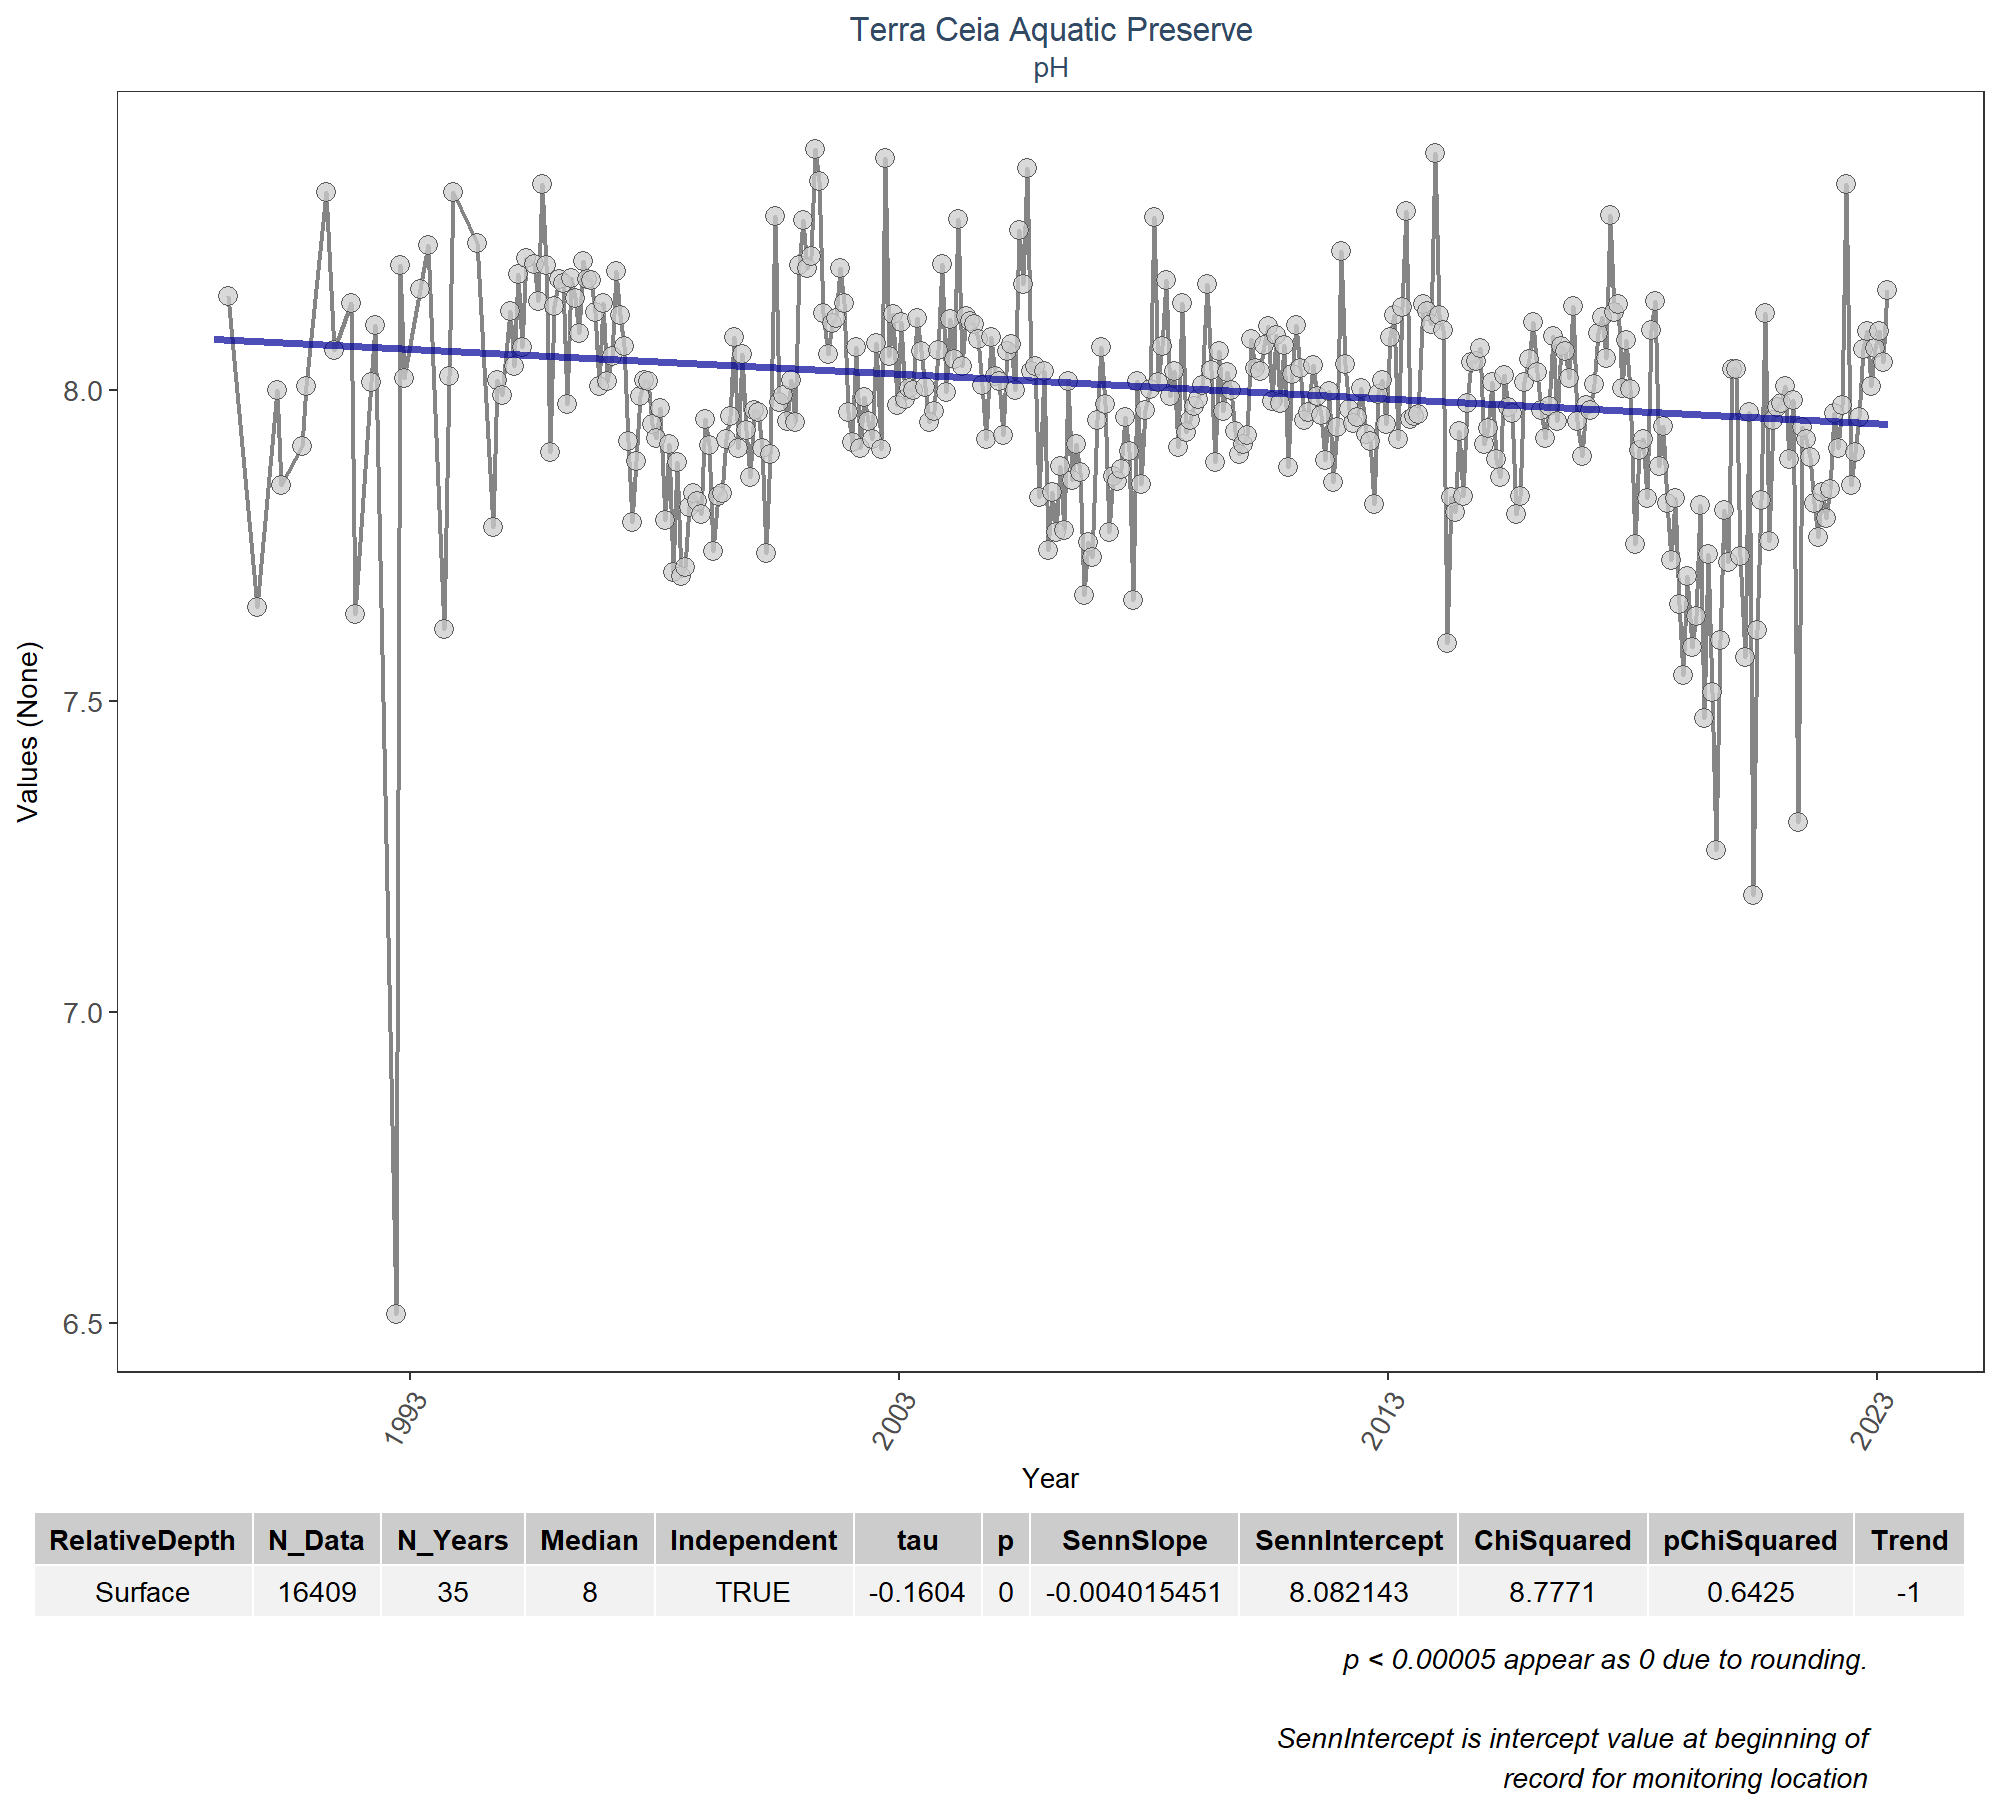 Terra Ceia Aquatic Preserve
pH
Values (None)
8.0
7.5
7.0
6.5
1993 2003 2013 2023
Year
RelativeDepth N_Data N_Years Median Independent tau p SennSlope SennIntercept ChiSquared pChiSquared Trend
Surface 16409 35 8 TRUE -0.1604 0 -0.004015451 8.082143 8.7771 0.6425 -1
p < 0.00005 appear as 0 due to rounding.
SennIntercept is intercept value at beginning of
record for monitoring location